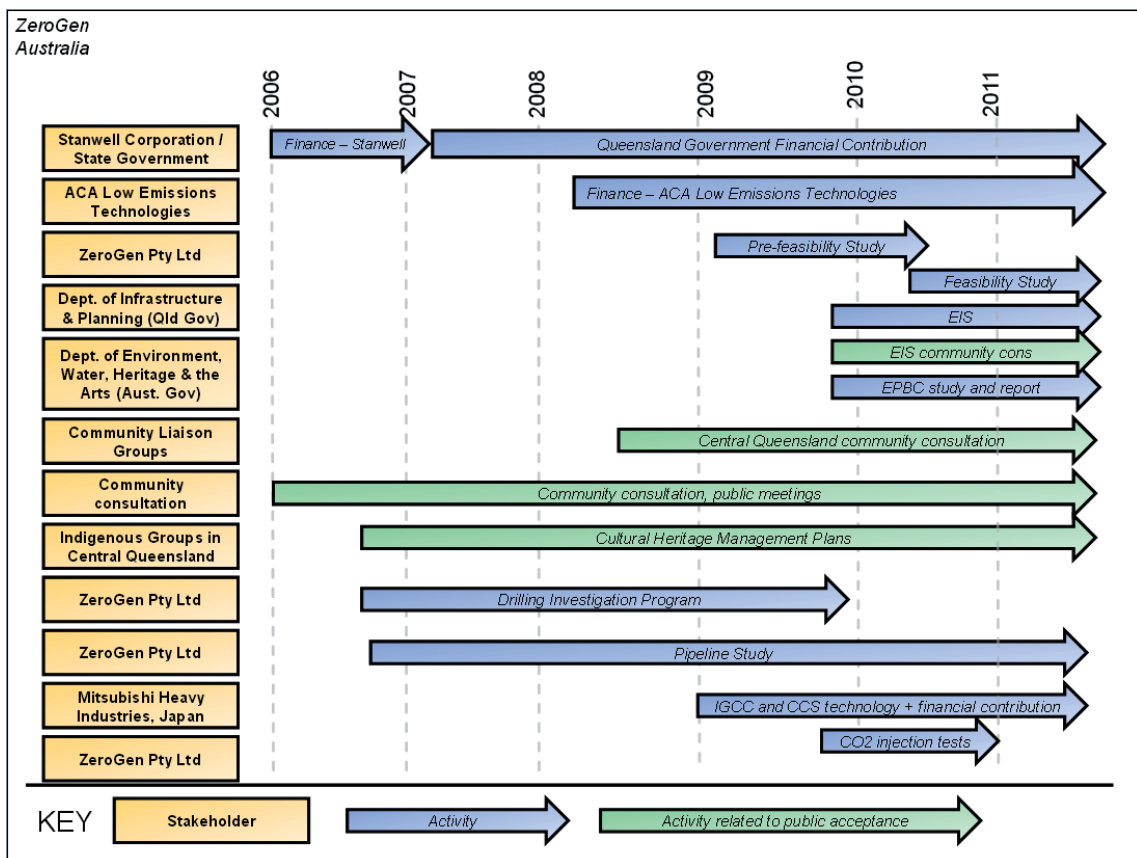 ZeroGen
Australia
2006
2007
2008
2009
2010
2011
Stanwell Corporation /
State Government
Finance – Stanwell
Queensland Government Financial Contribution
ACA Low Emissions
Technologies
Finance – ACA Low Emissions Technologies
ZeroGen Pty Ltd
Pre-feasibility Study
Feasibility Study
Dept. of Infrastructure
& Planning (Qld Gov)
EIS
Dept. of Environment,
Water, Heritage & the
Arts (Aust. Gov)
EIS community cons
EPBC study and report
Community Liaison
Groups
Central Queensland community consultation
Community
consultation
Community consultation, public meetings
Indigenous Groups in
Central Queensland
Cultural Heritage Management Plans
ZeroGen Pty Ltd
Drilling Investigation Program
ZeroGen Pty Ltd
Pipeline Study
Mitsubishi Heavy
Industries, Japan
IGCC and CCS technology + financial contribution
ZeroGen Pty Ltd
CO2 injection tests
KEY
Stakeholder
Activity
Activity related to public acceptance